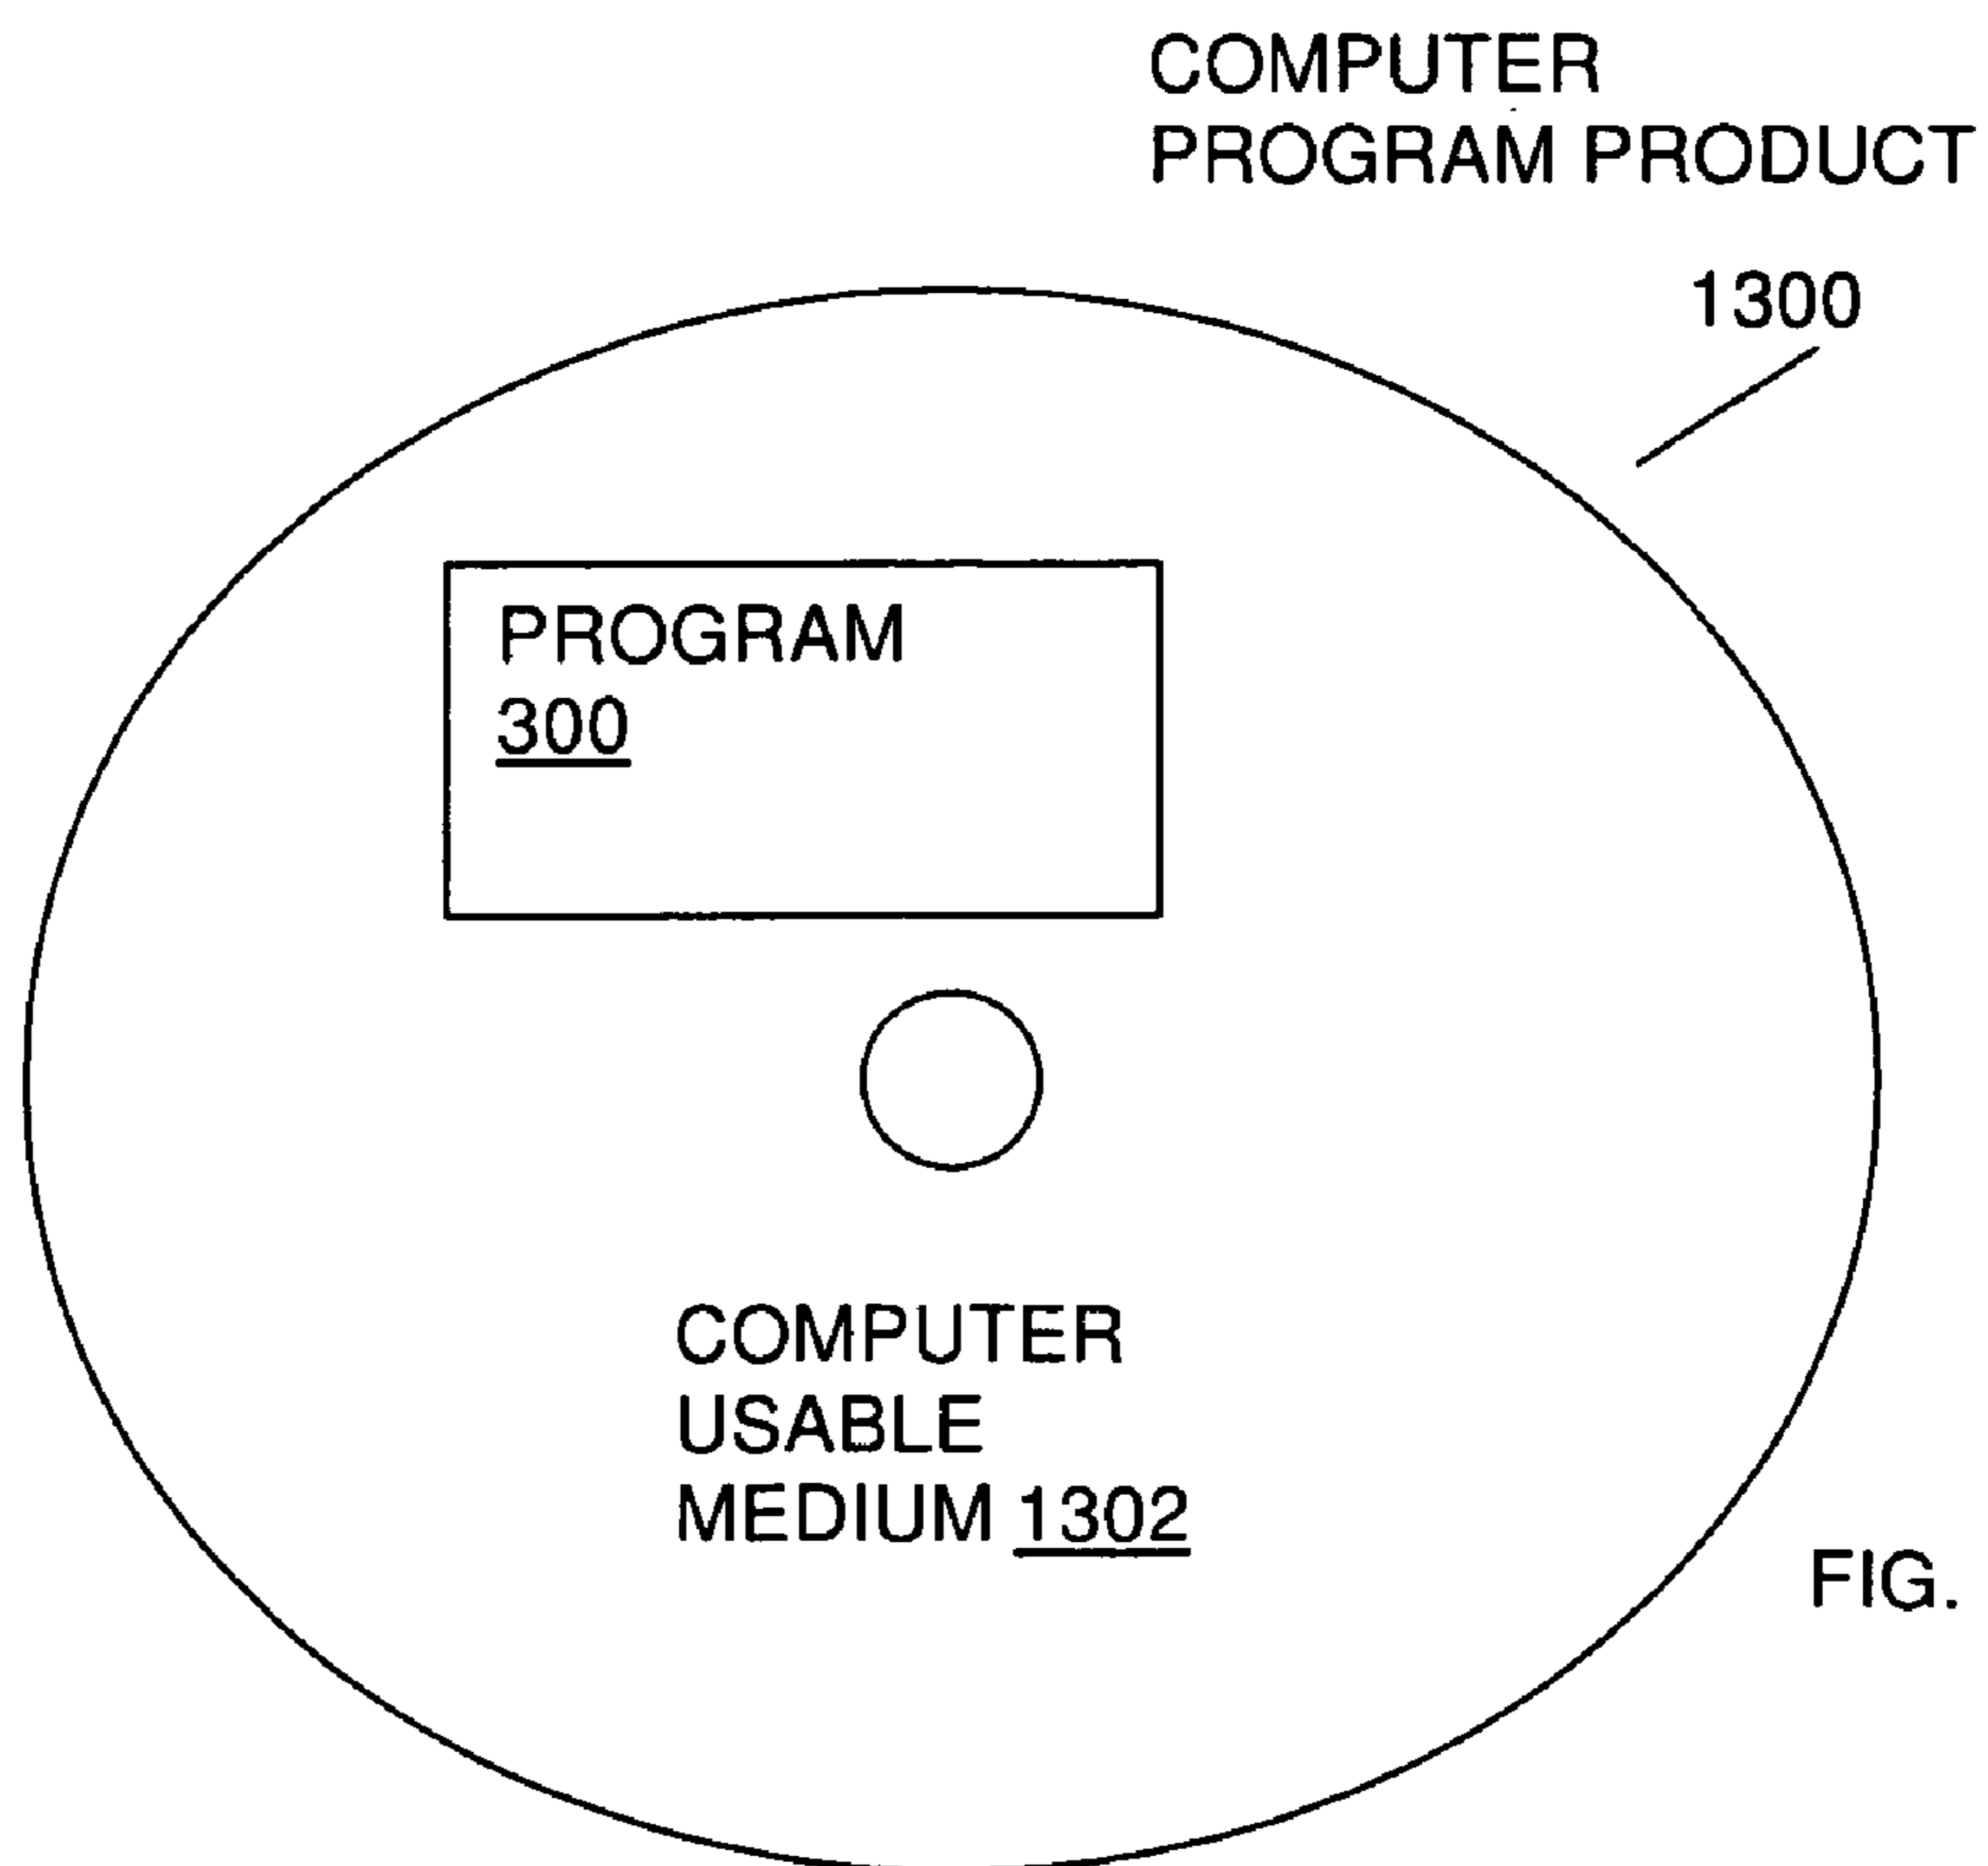 COMPUTER
PROGRAM PRODUCT
1300
PROGRAM
300
COMPUTER
USABLE
MEDIUM 1302
FIG.